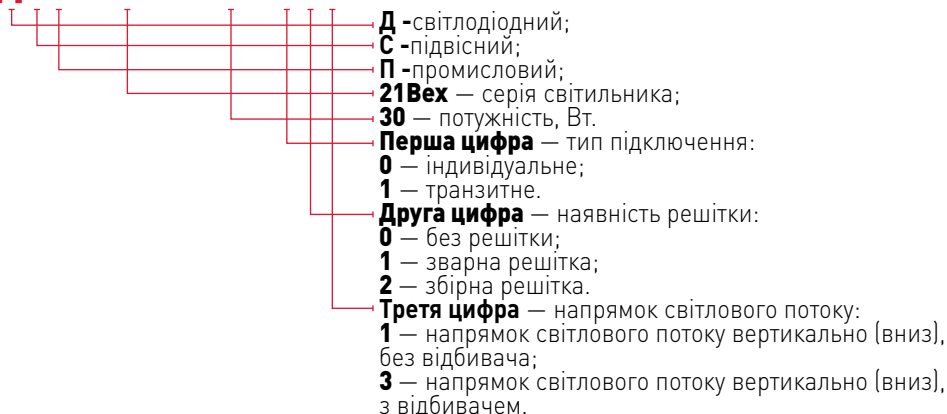 Д -світлодіодний;
С -підвісний;
П -промисловий;
21Вех — серія світильника;
30 — потужність, Вт.
Перша цифра — тип підключення:
0 — індивідуальне;
1 — транзитне.
Друга цифра — наявність решітки:
0 — без решітки;
1 — зварна решітка;
2 — збірна решітка.
Третя цифра — напрямок світлового потоку:
1 — напрямок світлового потоку вертикально (вниз),
без відбивача;
3 — напрямок світлового потоку вертикально (вниз),
з відбивачем.